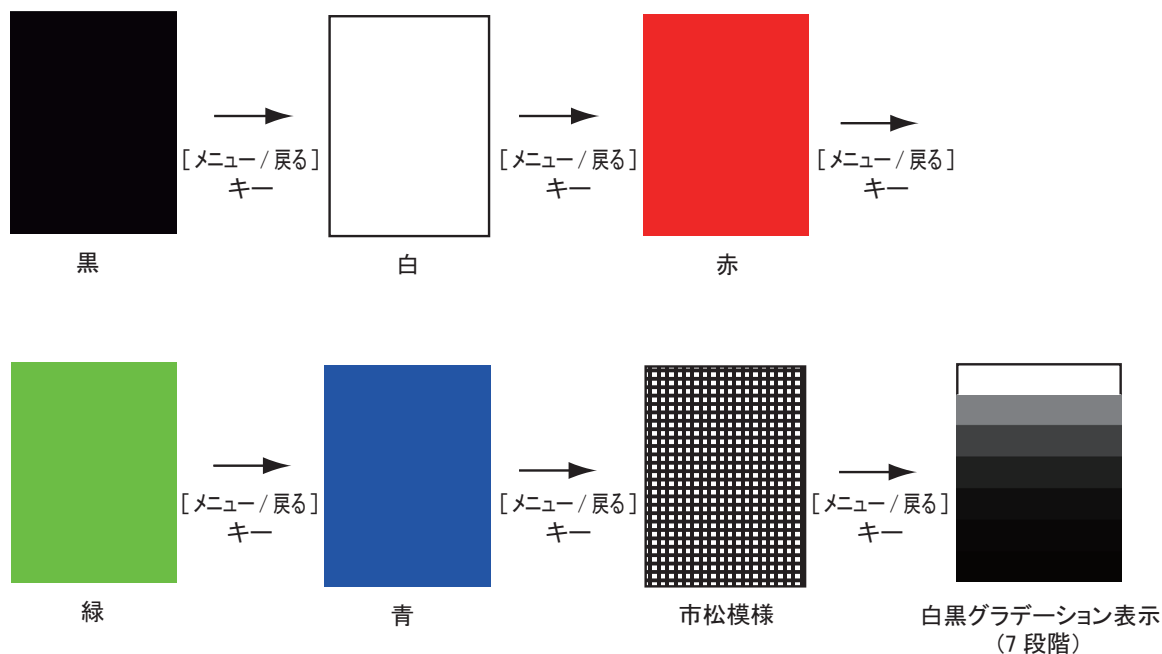 [メニュー / 戻る]
キー
[メニュー / 戻る]
キー
[メニュー / 戻る]
キー
黒
白
赤
[メニュー / 戻る]
キー
[メニュー / 戻る]
キー
[メニュー / 戻る]
キー
緑
青
市松模様
白黒グラデーション表示
(7 段階)